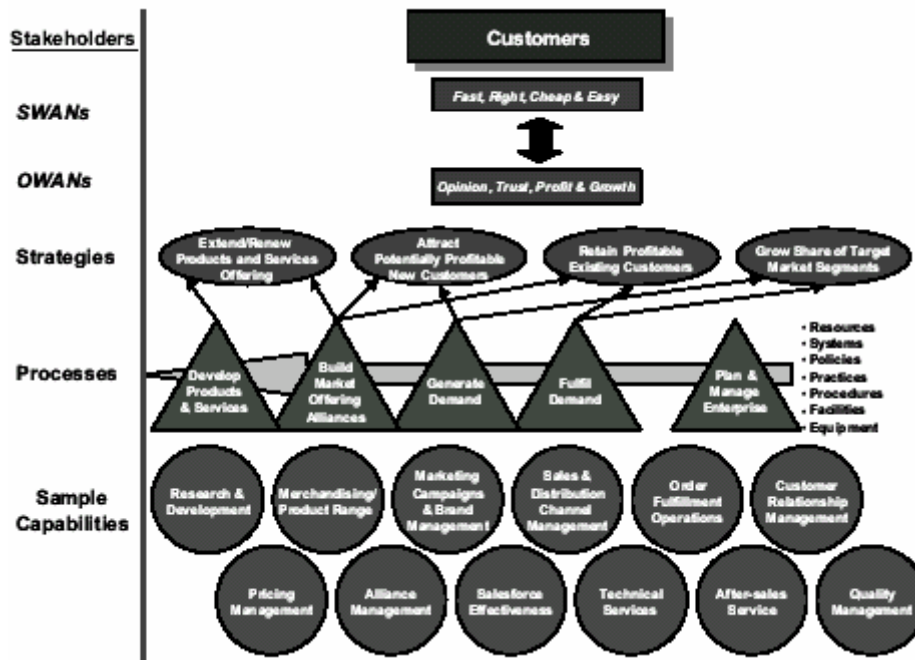 Stakeholders
Customers
SWANs
Fast, Right, Cheap & Easy
OWANs
Opinion, Trust, Profit & Growth
Strategies
Extend/Renew
Products and Services
Offering
Attract
Potentially Profitable
New Customers
Retain Profitable
Existing Customers
Grow Share of Target
Market Segments
Processes
Develop
Products
& Services
Build
Market
Offering
Alliances
Generate
Demand
Fulfil
Demand
Plan &
Manage
Enterprise
• Resources
• Systems
• Policies
• Practices
• Procedures
• Facilities
• Equipment
Sample
Capabilities
Research &
Development
Merchandising/
Product Range
Marketing
Campaigns
& Brand
Management
Sales &
Distribution
Channel
Management
Order
Fulfillment
Operations
Customer
Relationship
Management
Pricing
Management
Alliance
Management
Salesforce
Effectiveness
Technical
Services
After-sales
Service
Quality
Management